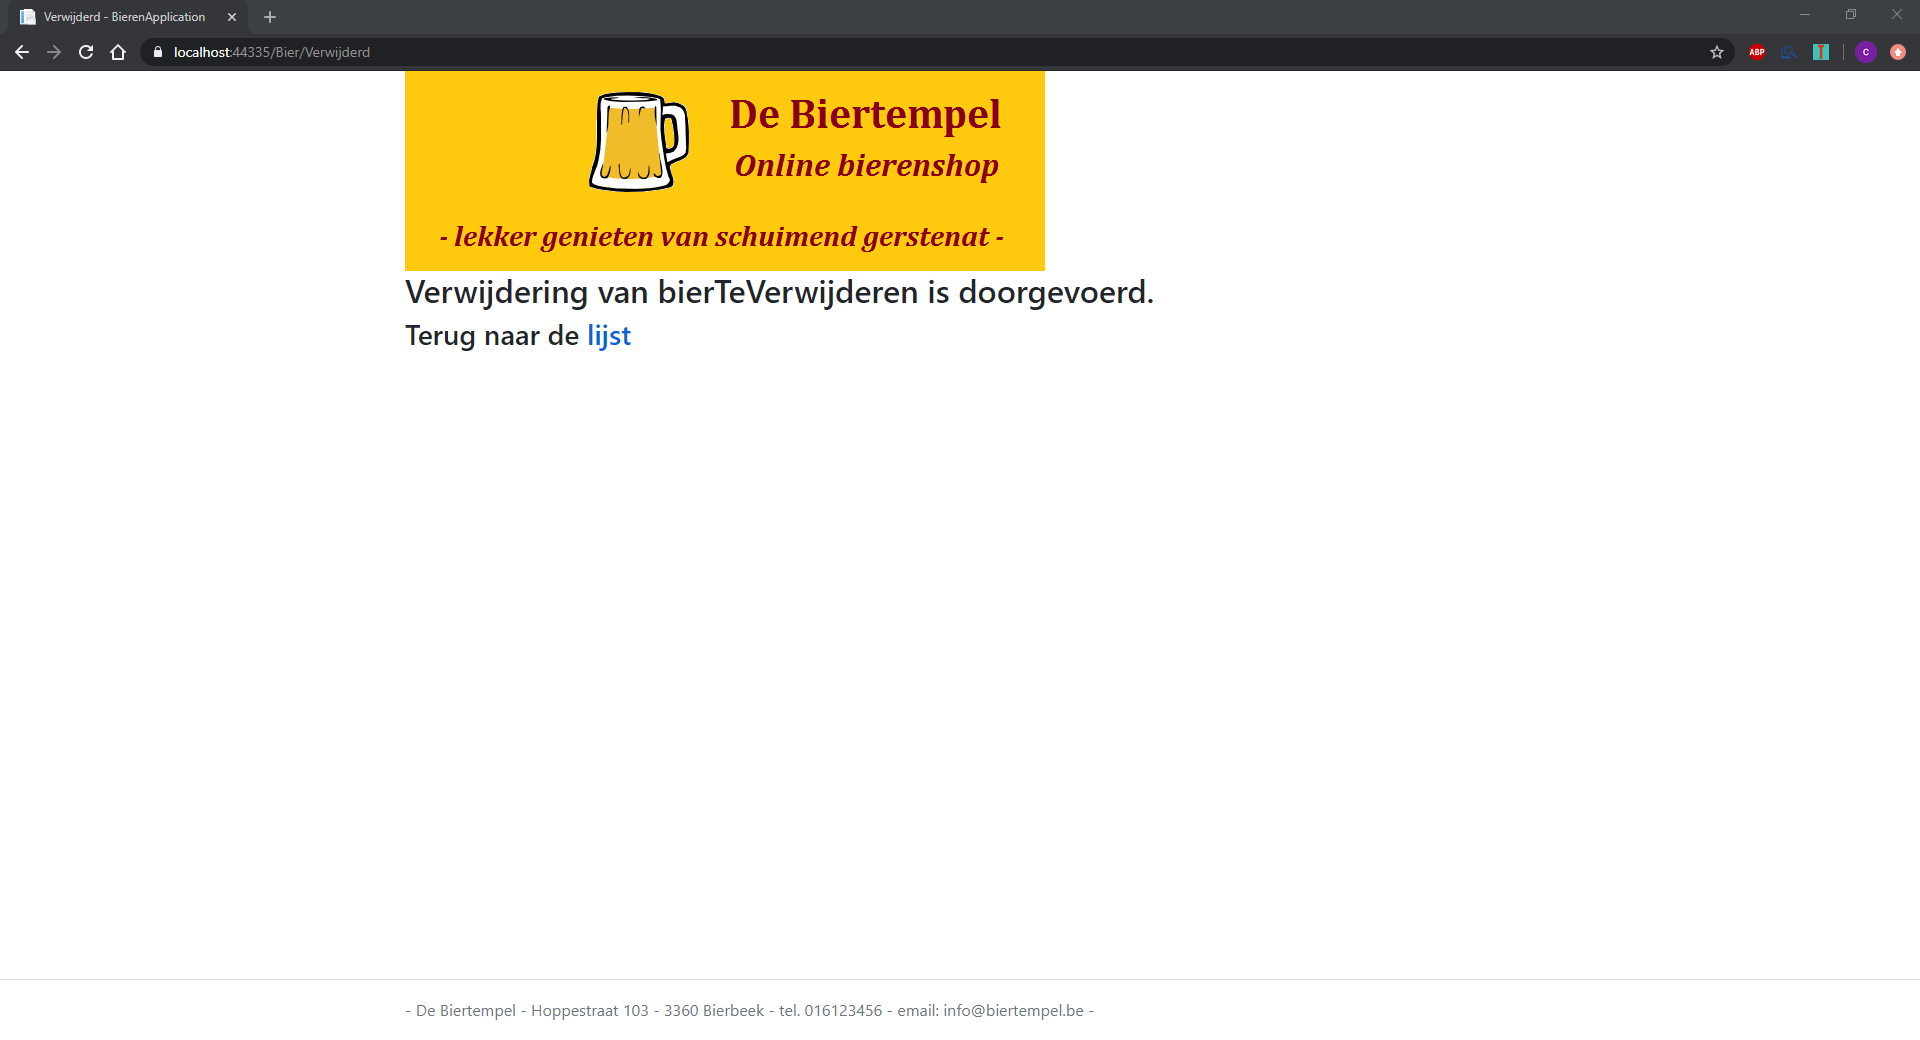 Verwijderd - BierenApplication
localhost:44335/Bier/Verwijderd
ABP
T
C
De Biertempel
Online bierenshop
- lekker genieten van schuimend gerstenat -
Verwijdering van bierTeVerwijderen is doorgevoerd.
Terug naar de lijst
- De Biertempel - Hoppestraat 103 - 3360 Bierbeek - tel. 016123456 - email: info@biertempel.be -